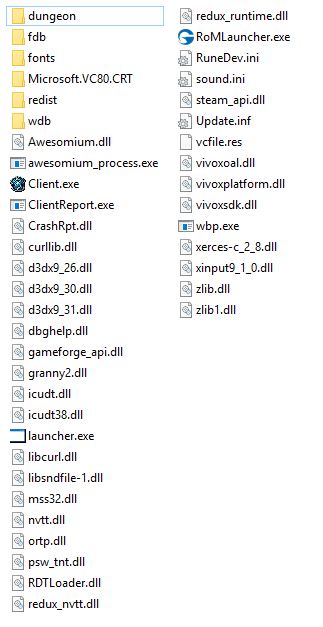 dungeon
fdb
fonts
Microsoft.VC80.CRT
redist
wdb
Awesomium.dll
awesomium_process.exe
Client.exe
ClientReport.exe
CrashRpt.dll
curllib.dll
d3dx9_26.dll
d3dx9_30.dll
d3dx9_31.dll
dbghelp.dll
gameforge_api.dll
granny2.dll
icudt.dll
icudt38.dll
launcher.exe
libcurl.dll
libsndfile-1.dll
mss32.dll
nvtt.dll
ortp.dll
psw_tnt.dll
RDTLoader.dll
redux_nvtt.dll
redux_runtime.dll
RoMLauncher.exe
RuneDev.ini
sound.ini
steam_api.dll
Update.inf
vcfile.res
vivoxoal.dll
vivoxplatform.dll
vivoxsdk.dll
wbp.exe
xerces-c_2_8.dll
xinput9_1_0.dll
zlib.dll
zlib1.dll